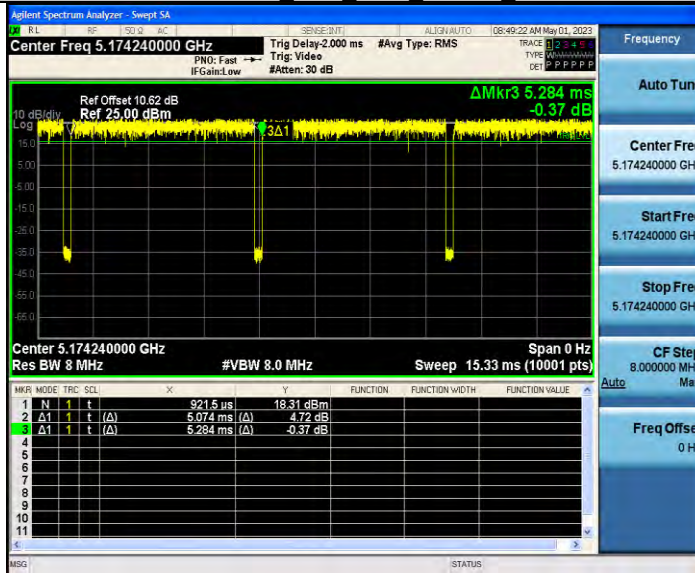 Agilent Spectrum Analyzer - Swept SA
RL RF 50 Ω AC SENSE:INT ALIGN AUTO 08:49:22 AM May 01, 2023
Center Freq 5.174240000 GHz
PNO: Fast
IFGain:Low
Trig Delay-2.000 ms
Trig: Video
#Atten: 30 dB
#Avg Type: RMS
TRACE 1 2 3 4 5 6
TYPE
DET P P P P P P
ΔMkr3 5.284 ms
-0.37 dB
Ref Offset 10.62 dB
10 dB/div Ref 25.00 dBm
Log
3Δ1
15.0
5.00
-5.00
-15.0
-25.0
-35.0
-45.0
-55.0
-65.0
Center 5.174240000 GHz Span 0 Hz
Res BW 8 MHz #VBW 8.0 MHz Sweep 15.33 ms (10001 pts)
MKR MODE TRC SCL X Y FUNCTION FUNCTION WIDTH FUNCTION VALUE
1 N 1 t 921.5 µs 18.31 dBm
2 Δ1 1 t (Δ) 5.074 ms (Δ) 4.72 dB
3 Δ1 1 t (Δ) 5.284 ms (Δ) -0.37 dB
4
5
6
7
8
9
10
11
MSG STATUS
Frequency
Auto Tun
Center Fre
5.174240000 GH
Start Fre
5.174240000 GH
Stop Fre
5.174240000 GH
CF Step
8.000000 MH
Auto Ma
Freq Offse
0 H